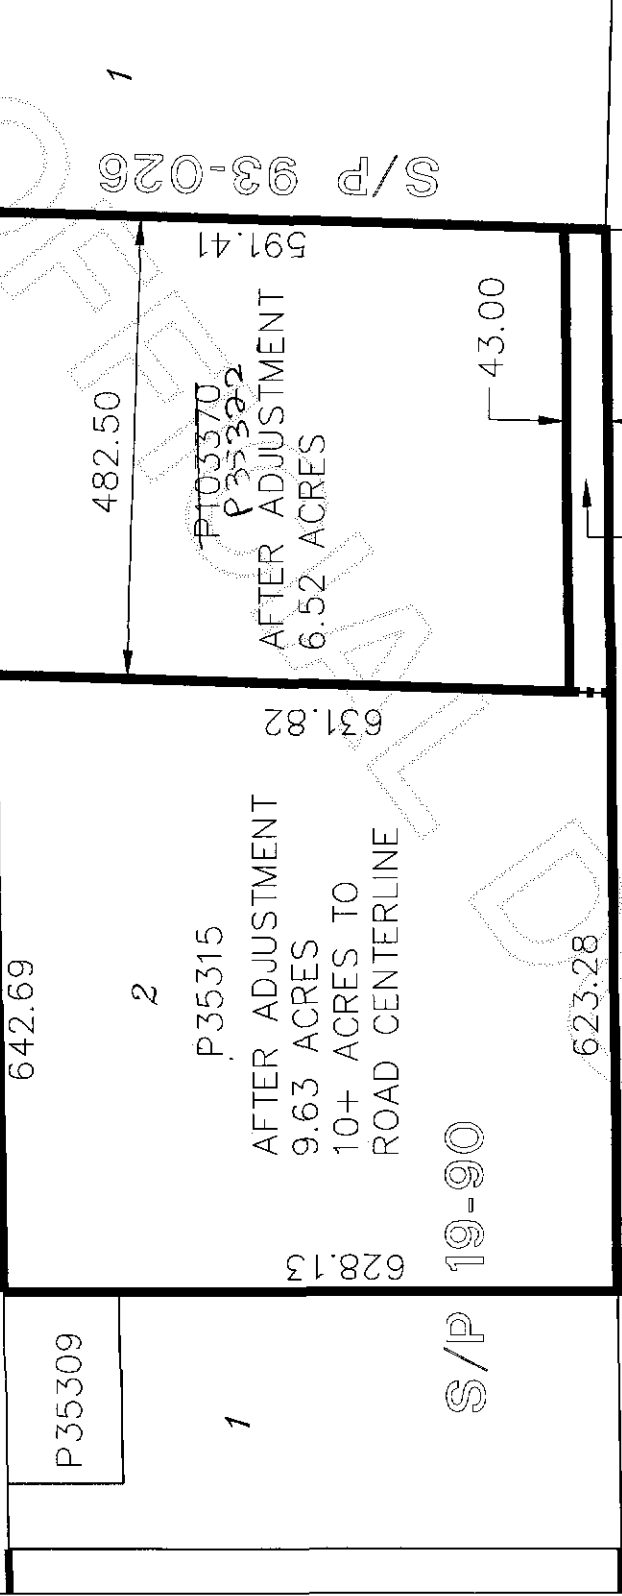 1
S/P 93-026
591.41
482.50
43.00
P103370
P35322
AFTER ADJUSTMENT
6.52 ACRES
631.82
642.69
2
P35315
AFTER ADJUSTMENT
9.63 ACRES
10+ ACRES TO
ROAD CENTERLINE
623.28
628.13
S/P 19-90
P35309
1
OFFICIAL D